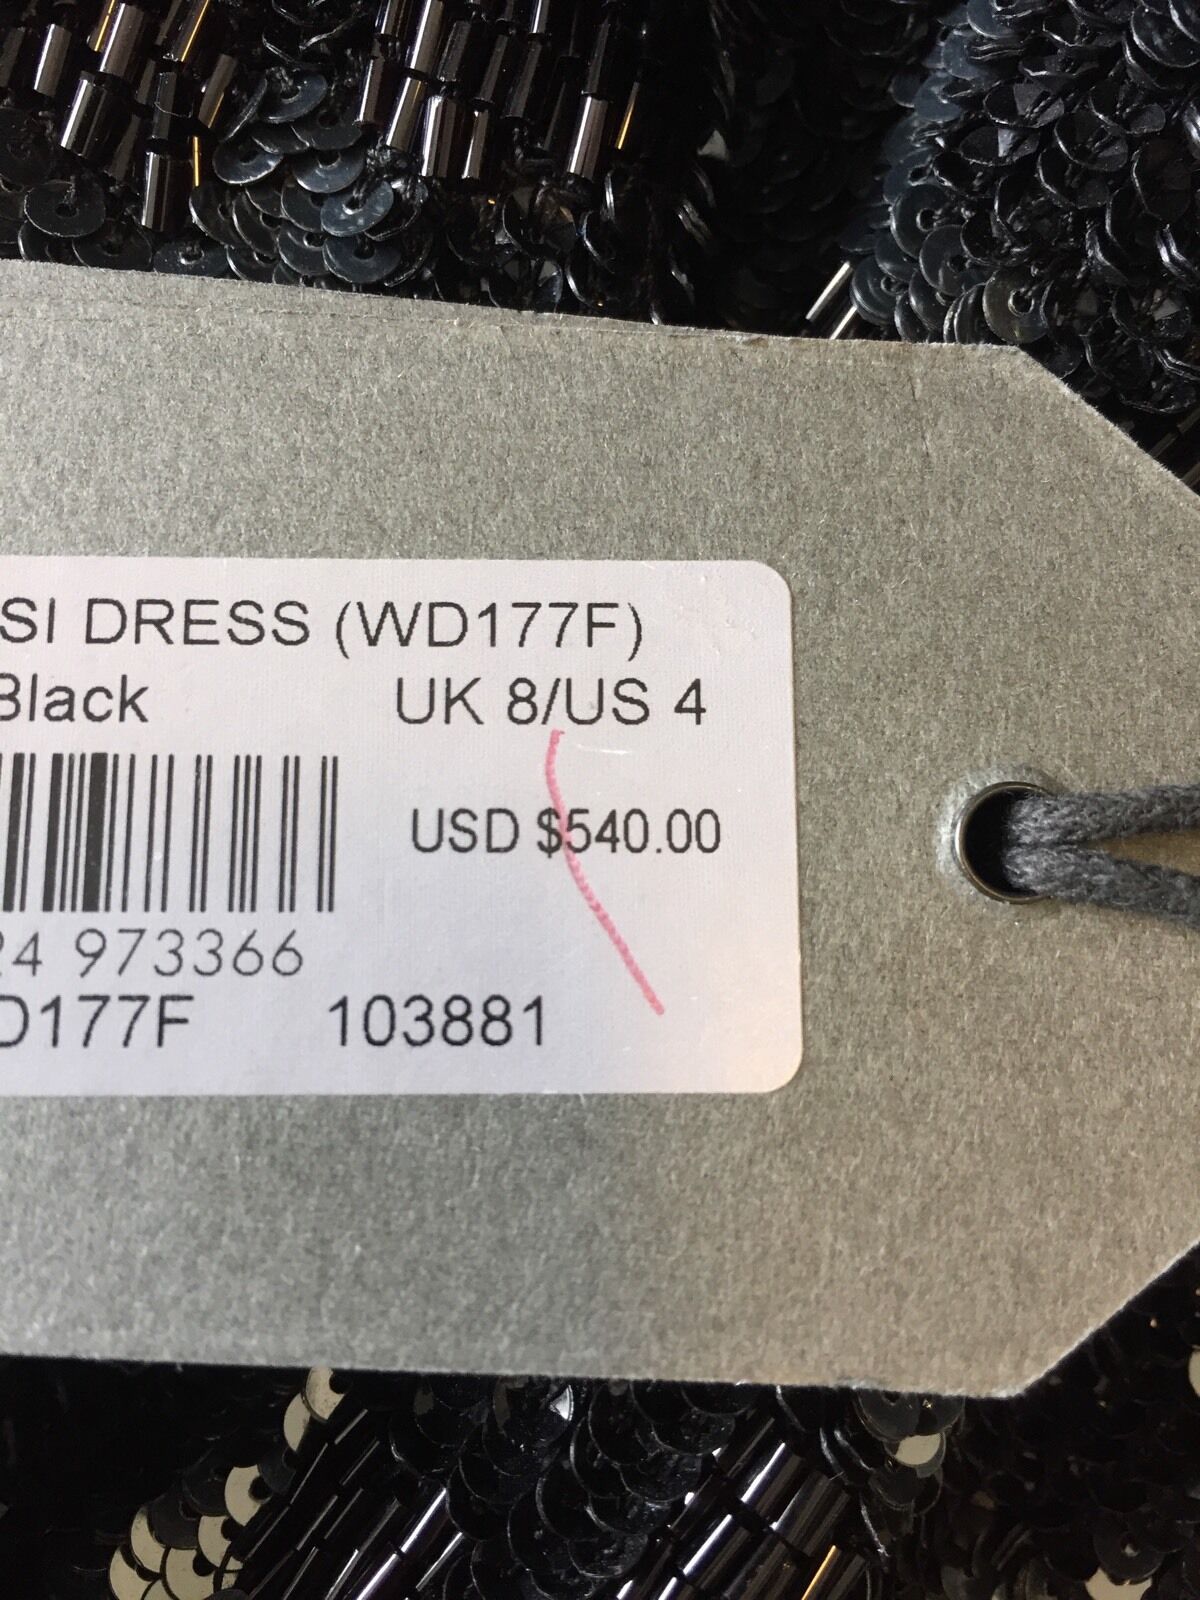 SI DRESS (WD177F)
Black UK 8/US 4
USD $540.00
24 973366
D177F 103881